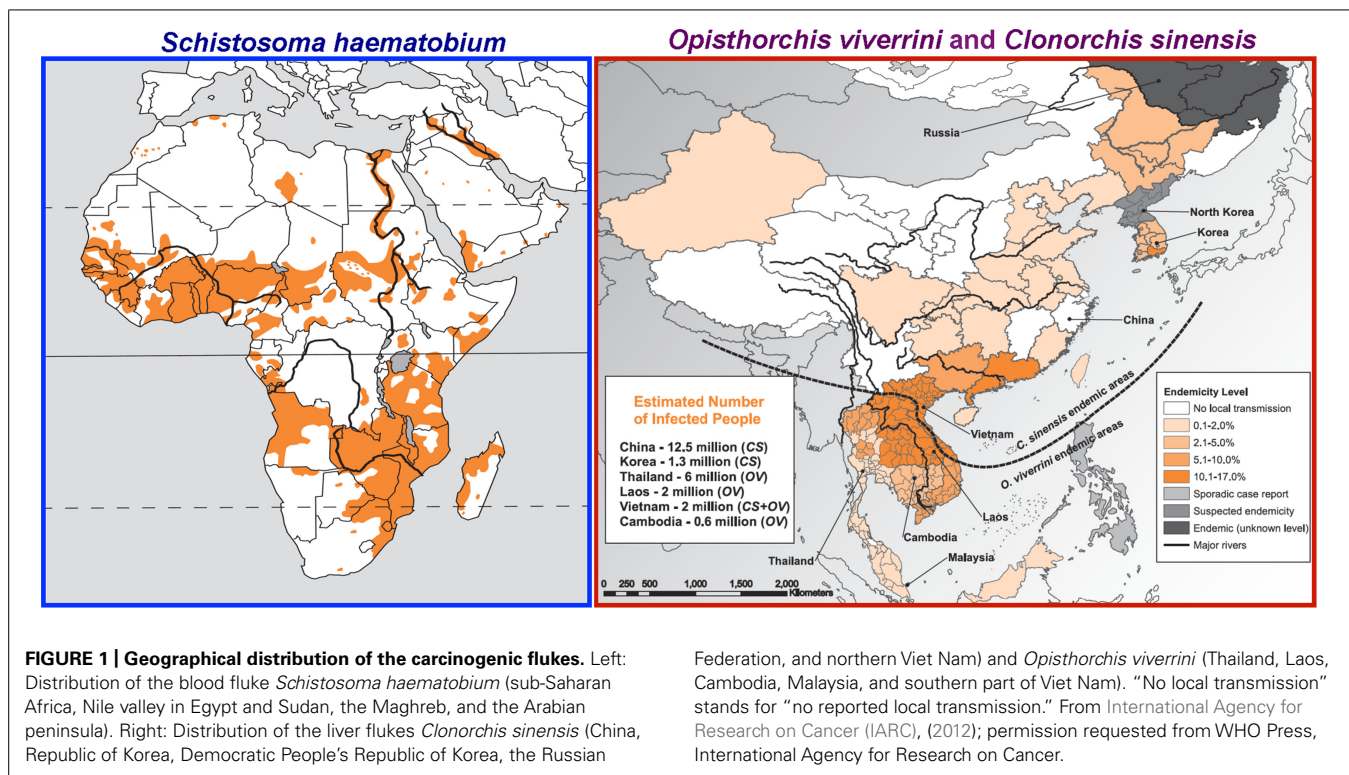 Schistosoma haematobium
Opisthorchis viverrini and Clonorchis sinensis
Russia
North Korea
Korea
China
Estimated Number
of Infected People
China - 12.5 million (CS)
Korea - 1.3 million (CS)
Thailand - 6 million (OV)
Laos - 2 million (OV)
Vietnam - 2 million (CS+OV)
Cambodia - 0.6 million (OV)
Vietnam
C. sinensis endemic areas
O. viverrini endemic areas
Laos
Cambodia
Thailand
Malaysia
0 250 500 1,000 1,500 2,000
Kilometers
Endemicity Level
No local transmission
0.1-2.0%
2.1-5.0%
5.1-10.0%
10.1-17.0%
Sporadic case report
Suspected endemicity
Endemic (unknown level)
Major rivers
FIGURE 1 | Geographical distribution of the carcinogenic flukes. Left:
Distribution of the blood fluke Schistosoma haematobium (sub-Saharan
Africa, Nile valley in Egypt and Sudan, the Maghreb, and the Arabian
peninsula). Right: Distribution of the liver flukes Clonorchis sinensis (China,
Republic of Korea, Democratic People's Republic of Korea, the Russian
Federation, and northern Viet Nam) and Opisthorchis viverrini (Thailand, Laos,
Cambodia, Malaysia, and southern part of Viet Nam). “No local transmission”
stands for “no reported local transmission.” From International Agency for
Research on Cancer (IARC), (2012); permission requested from WHO Press,
International Agency for Research on Cancer.